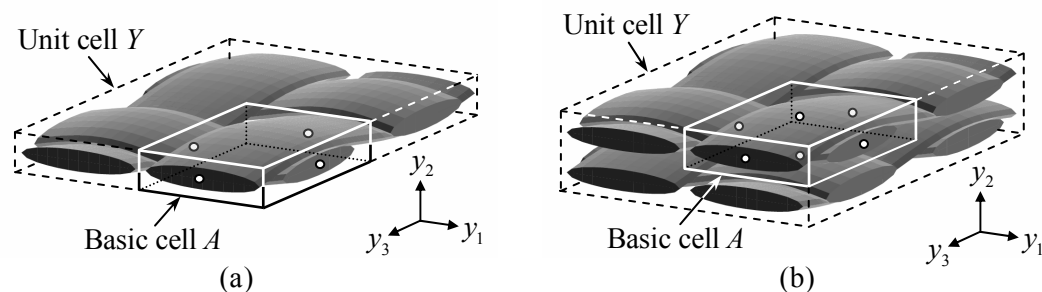 Unit cell Y
Basic cell A
y2
y3
y1
(a)
Unit cell Y
Basic cell A
y2
y3
y1
(b)